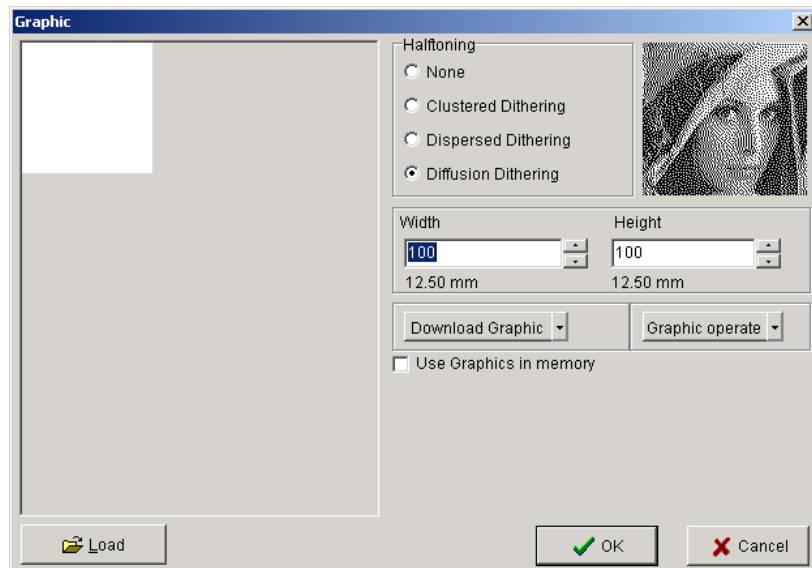 Graphic
Halftoning
None
Clustered Dithering
Dispersed Dithering
Diffusion Dithering
Width
Height
100
100
12.50 mm
12.50 mm
Download Graphic
Graphic operate
Use Graphics in memory
Load
OK
Cancel